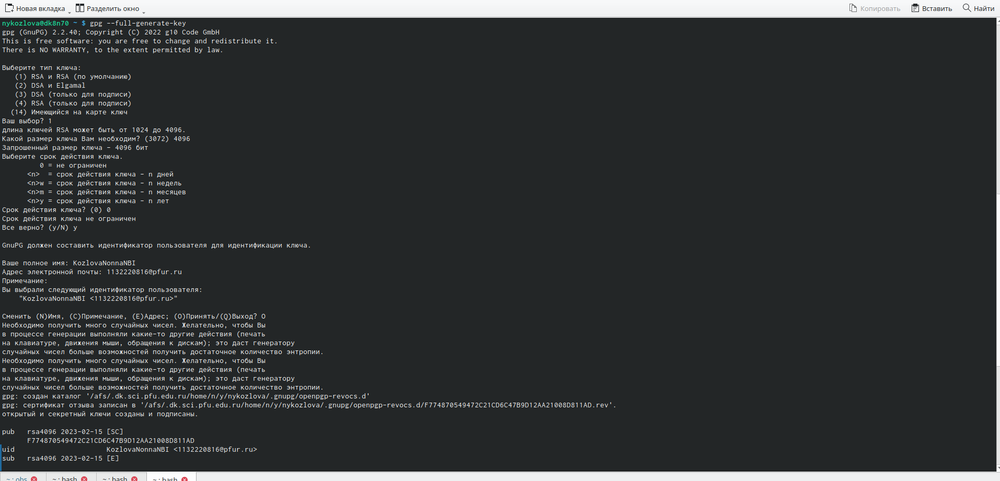 Новая вкладка Разделить окно Копировать Вставить Найти
nykozlova@dk8n70 ~ $ gpg --full-generate-key
gpg (GnuPG) 2.2.40; Copyright (C) 2022 g10 Code GmbH
This is free software: you are free to change and redistribute it.
There is NO WARRANTY, to the extent permitted by law.
Выберите тип ключа:
(1) RSA и RSA (по умолчанию)
(2) DSA и Elgamal
(3) DSA (только для подписи)
(4) RSA (только для подписи)
(14) Имеющийся на карте ключ
Ваш выбор? 1
длина ключей RSA может быть от 1024 до 4096.
Какой размер ключа Вам необходим? (3072) 4096
Запрошенный размер ключа - 4096 бит
Выберите срок действия ключа.
0 = не ограничен
<n>  = срок действия ключа - n дней
<n>w = срок действия ключа - n недель
<n>m = срок действия ключа - n месяцев
<n>y = срок действия ключа - n лет
Срок действия ключа? (0) 0
Срок действия ключа не ограничен
Все верно? (y/N) y
GnuPG должен составить идентификатор пользователя для идентификации ключа.
Ваше полное имя: KozlovaNonnaNBI
Адрес электронной почты: 1132220816@pfur.ru
Примечание:
Вы выбрали следующий идентификатор пользователя:
"KozlovaNonnaNBI <1132220816@pfur.ru>"
Сменить (N)Имя, (C)Примечание, (E)Адрес; (O)Принять/(Q)Выход? O
Необходимо получить много случайных чисел. Желательно, чтобы Вы
в процессе генерации выполняли какие-то другие действия (печать
на клавиатуре, движения мыши, обращения к дискам); это даст генератору
случайных чисел больше возможностей получить достаточное количество энтропии.
Необходимо получить много случайных чисел. Желательно, чтобы Вы
в процессе генерации выполняли какие-то другие действия (печать
на клавиатуре, движения мыши, обращения к дискам); это даст генератору
случайных чисел больше возможностей получить достаточное количество энтропии.
gpg: создан каталог '/afs/.dk.sci.pfu.edu.ru/home/n/y/nykozlova/.gnupg/openpgp-revocs.d'
gpg: сертификат отзыва записан в '/afs/.dk.sci.pfu.edu.ru/home/n/y/nykozlova/.gnupg/openpgp-revocs.d/F774870549472C21CD6C47B9D12AA21008D811AD.rev'.
открытый и секретный ключи созданы и подписаны.
pub   rsa4096 2023-02-15 [SC]
F774870549472C21CD6C47B9D12AA21008D811AD
uid                      KozlovaNonnaNBI <1132220816@pfur.ru>
sub   rsa4096 2023-02-15 [E]
~ : obs ~ : bash ~ : bash ~ : bash